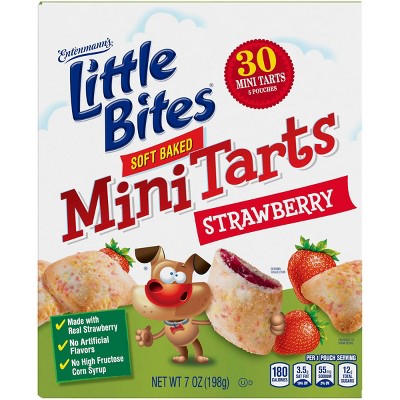 Entenmann's
Little
Bites®
30
MINI TARTS
5 POUCHES
SOFT BAKED
Mini Tarts
STRAWBERRY
✓ Made with
Real Strawberry
✓ No Artificial
Flavors
✓ No High Fructose
Corn Syrup
PER 1 POUCH SERVING
180
CALORIES
3.5g
SAT FAT
55mg
SODIUM
12g
TOTAL
SUGARS
NET WT 7 OZ (198g)